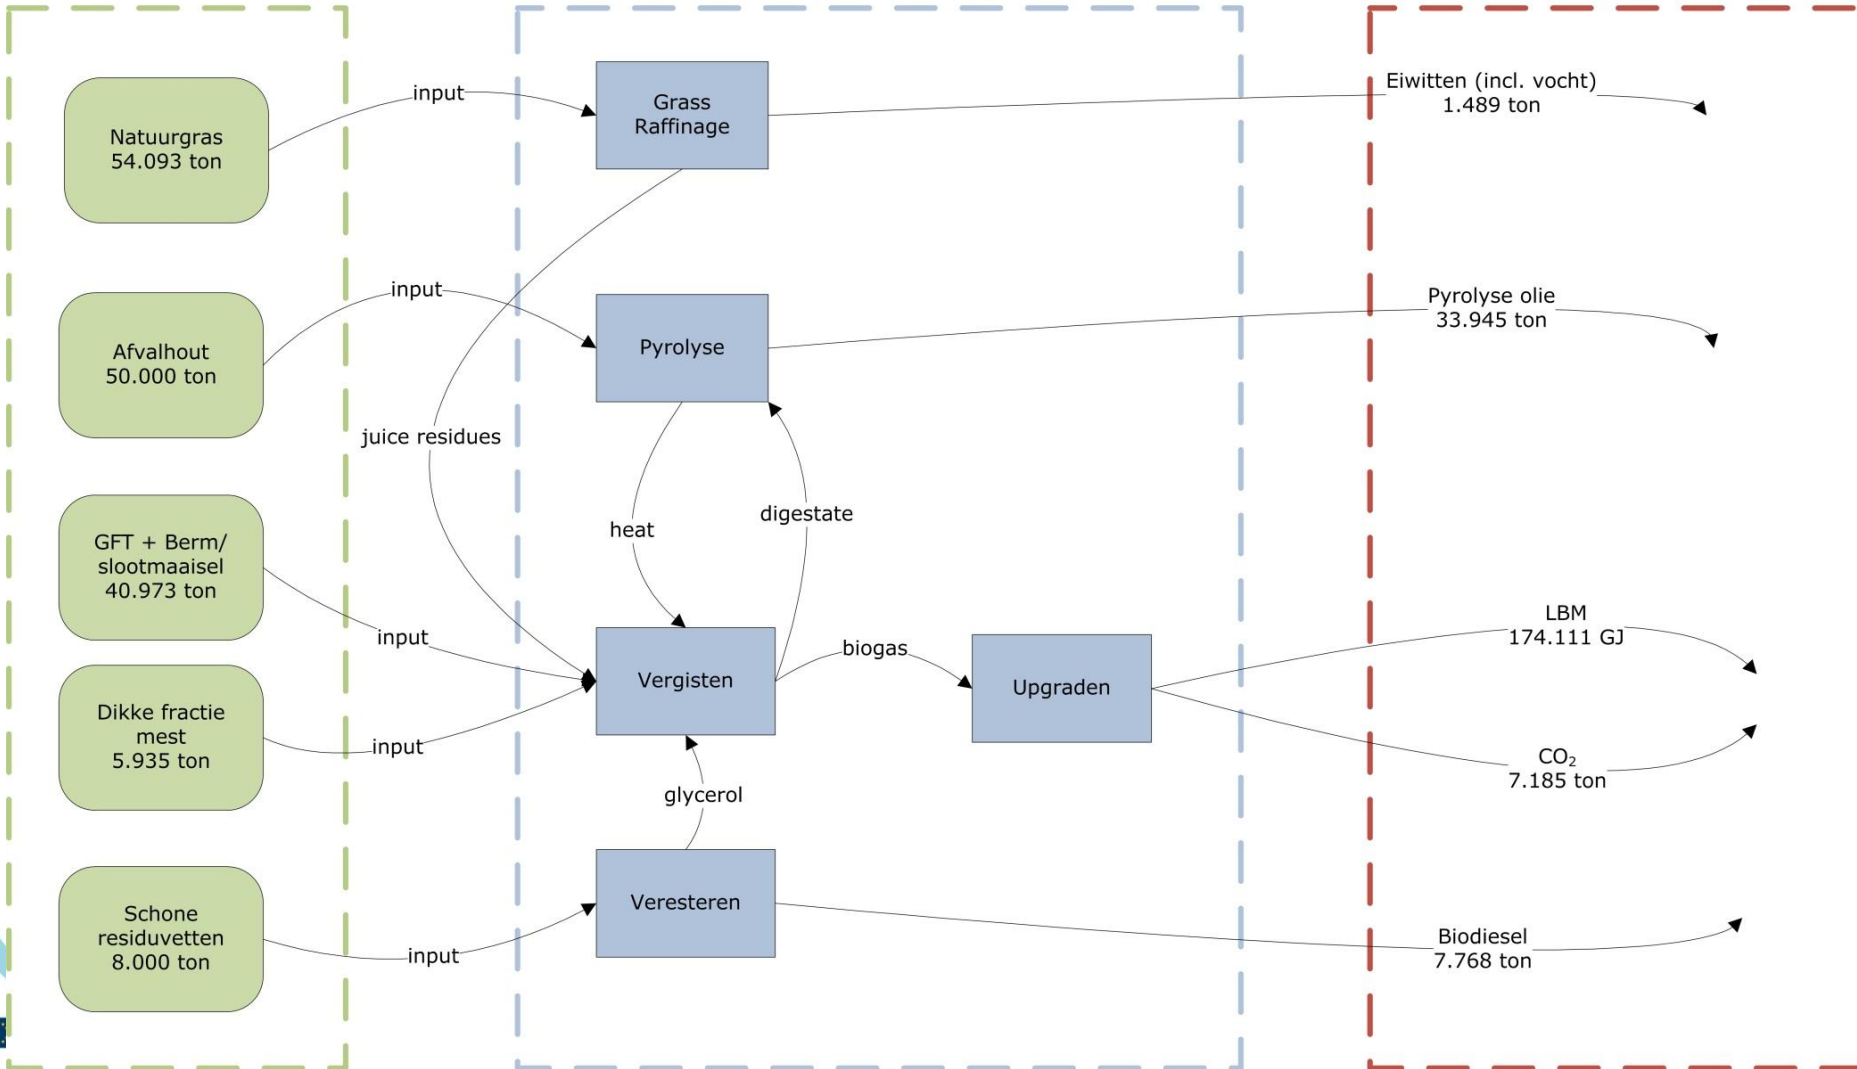 Natuurgras
54.093 ton
input
Grass
Raffinage
Eiwitten (incl. vocht)
1.489 ton
Afvalhout
50.000 ton
input
Pyrolyse
Pyrolyse olie
33.945 ton
juice residues
heat
digestate
GFT + Berm/
slootmaaisel
40.973 ton
input
Dikke fractie
mest
5.935 ton
input
Vergisten
biogas
Upgraden
LBM
174.111 GJ
CO₂
7.185 ton
glycerol
Schone
residuvetten
8.000 ton
input
Veresteren
Biodiesel
7.768 ton